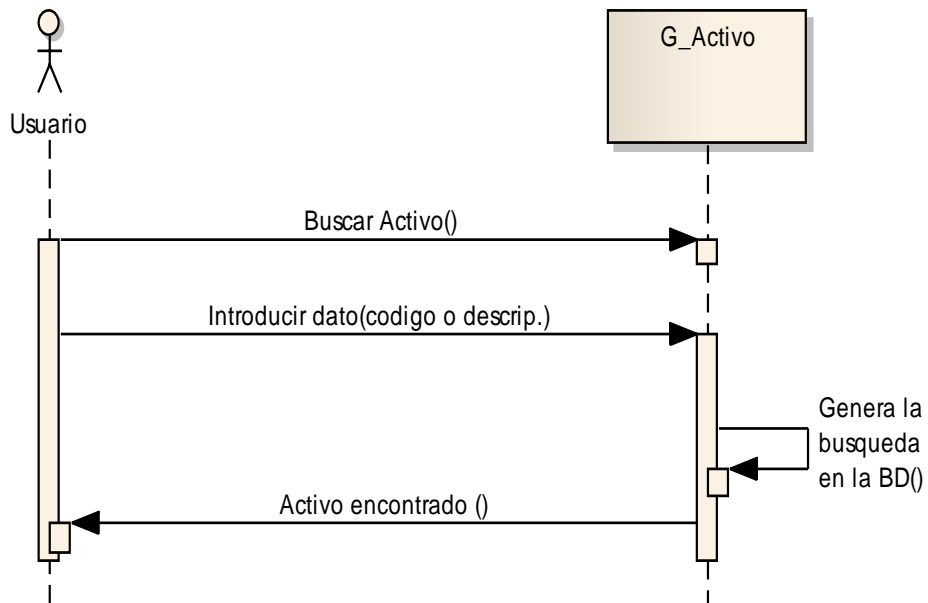 G_Activo
Usuario
Buscar Activo()
Introducir dato(codigo o descrip.)
Genera la
busqueda
en la BD()
Activo encontrado ()